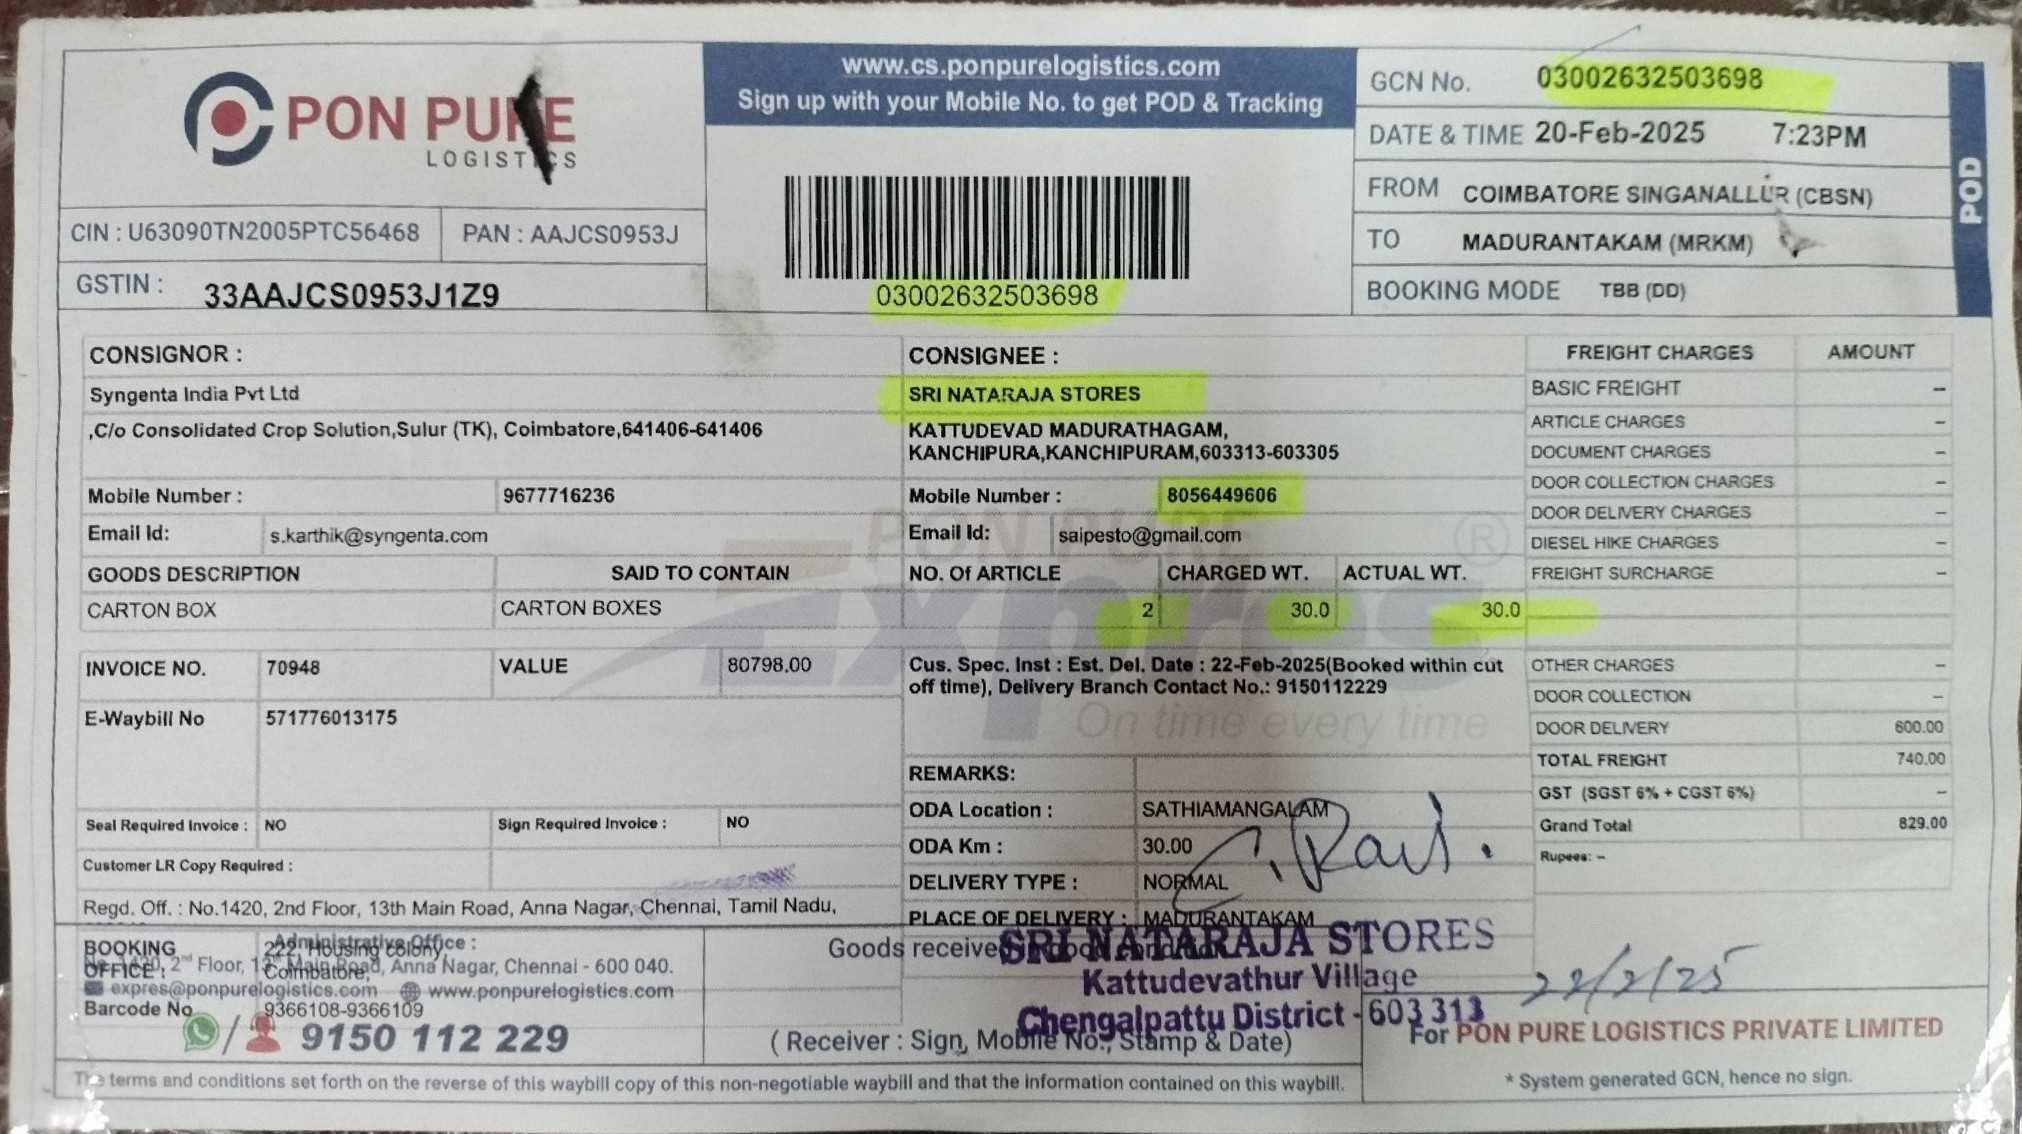 PON PURE
LOGISTICS
CIN : U63090TN2005PTC56468
PAN : AAJCS0953J
GSTIN : 33AAJCS0953J1Z9
www.cs.ponpurelogistics.com
Sign up with your Mobile No. to get POD & Tracking
03002632503698
GCN No. 03002632503698
DATE & TIME 20-Feb-2025 7:23PM
FROM COIMBATORE SINGANALLUR (CBSN)
TO MADURANTAKAM (MRKM)
BOOKING MODE TBB (DD)
POD
CONSIGNOR :
Syngenta India Pvt Ltd
,C/o Consolidated Crop Solution,Sulur (TK), Coimbatore,641406-641406
Mobile Number : 9677716236
Email Id: s.karthik@syngenta.com
GOODS DESCRIPTION SAID TO CONTAIN
CARTON BOX CARTON BOXES
INVOICE NO. 70948 VALUE 80798.00
E-Waybill No 571776013175
Seal Required Invoice : NO Sign Required Invoice : NO
Customer LR Copy Required :
Regd. Off. : No.1420, 2nd Floor, 13th Main Road, Anna Nagar, Chennai, Tamil Nadu,
CONSIGNEE :
SRI NATARAJA STORES
KATTUDEVAD MADURATHAGAM,
KANCHIPURA,KANCHIPURAM,603313-603305
Mobile Number : 8056449606
Email Id: saipesto@gmail.com
NO. Of ARTICLE CHARGED WT. ACTUAL WT.
2 30.0 30.0
PON PURE
Expres ®
On time every time
Cus. Spec. Inst : Est. Del. Date : 22-Feb-2025(Booked within cut
off time), Delivery Branch Contact No.: 9150112229
REMARKS:
ODA Location : SATHIAMANGALAM
ODA Km : 30.00
DELIVERY TYPE : NORMAL
PLACE OF DELIVERY : MADURANTAKAM
C. Ravi.
FREIGHT CHARGES AMOUNT
BASIC FREIGHT –
ARTICLE CHARGES –
DOCUMENT CHARGES –
DOOR COLLECTION CHARGES –
DOOR DELIVERY CHARGES –
DIESEL HIKE CHARGES –
FREIGHT SURCHARGE –
OTHER CHARGES –
DOOR COLLECTION –
DOOR DELIVERY 600.00
TOTAL FREIGHT 740.00
GST (SGST 6% + CGST 6%) –
Grand Total 829.00
Rupees: –
BOOKING OFFICE : 222, Housing colony,
Coimbatore,
Administrative Office :
2nd Floor, 13th Main Road, Anna Nagar, Chennai - 600 040.
expres@ponpurelogistics.com www.ponpurelogistics.com
Barcode No 9366108-9366109
/ 9150 112 229
Goods received
SRI NATARAJA STORES
Kattudevathur Village
Chengalpattu District - 603 313
22/2/25
( Receiver : Sign, Mobile No., Stamp & Date)
For PON PURE LOGISTICS PRIVATE LIMITED
The terms and conditions set forth on the reverse of this waybill copy of this non-negotiable waybill and that the information contained on this waybill.
* System generated GCN, hence no sign.